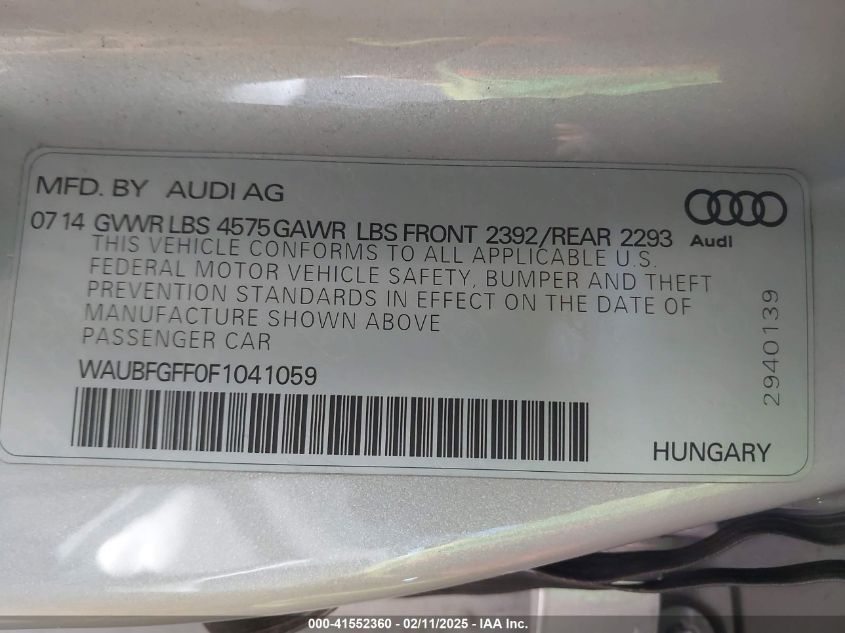 MFD. BY AUDI AG
Audi
07 14 GVWR LBS 4575 GAWR LBS FRONT 2392/REAR 2293
THIS VEHICLE CONFORMS TO ALL APPLICABLE U.S.
FEDERAL MOTOR VEHICLE SAFETY, BUMPER AND THEFT
PREVENTION STANDARDS IN EFFECT ON THE DATE OF
MANUFACTURE SHOWN ABOVE
PASSENGER CAR
WAUBFGFF0F1041059
2940139
HUNGARY
000-41552360 - 02/11/2025 - IAA Inc.